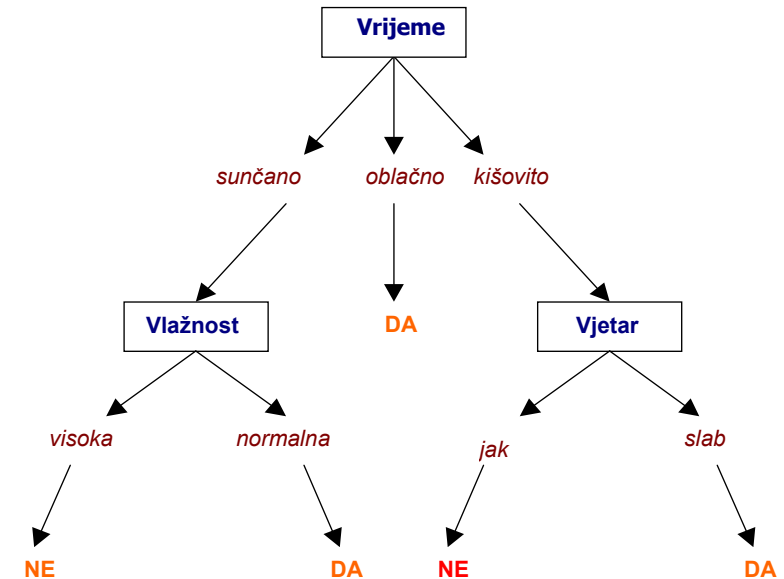 Vrijeme
sunčano oblačno kišovito
Vlažnost DA Vjetar
visoka normalna jak slab
NE DA NE DA